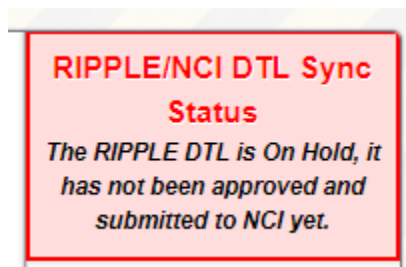 RIPPLE/NCI DTL Sync
Status
The RIPPLE DTL is On Hold, it
has not been approved and
submitted to NCI yet.